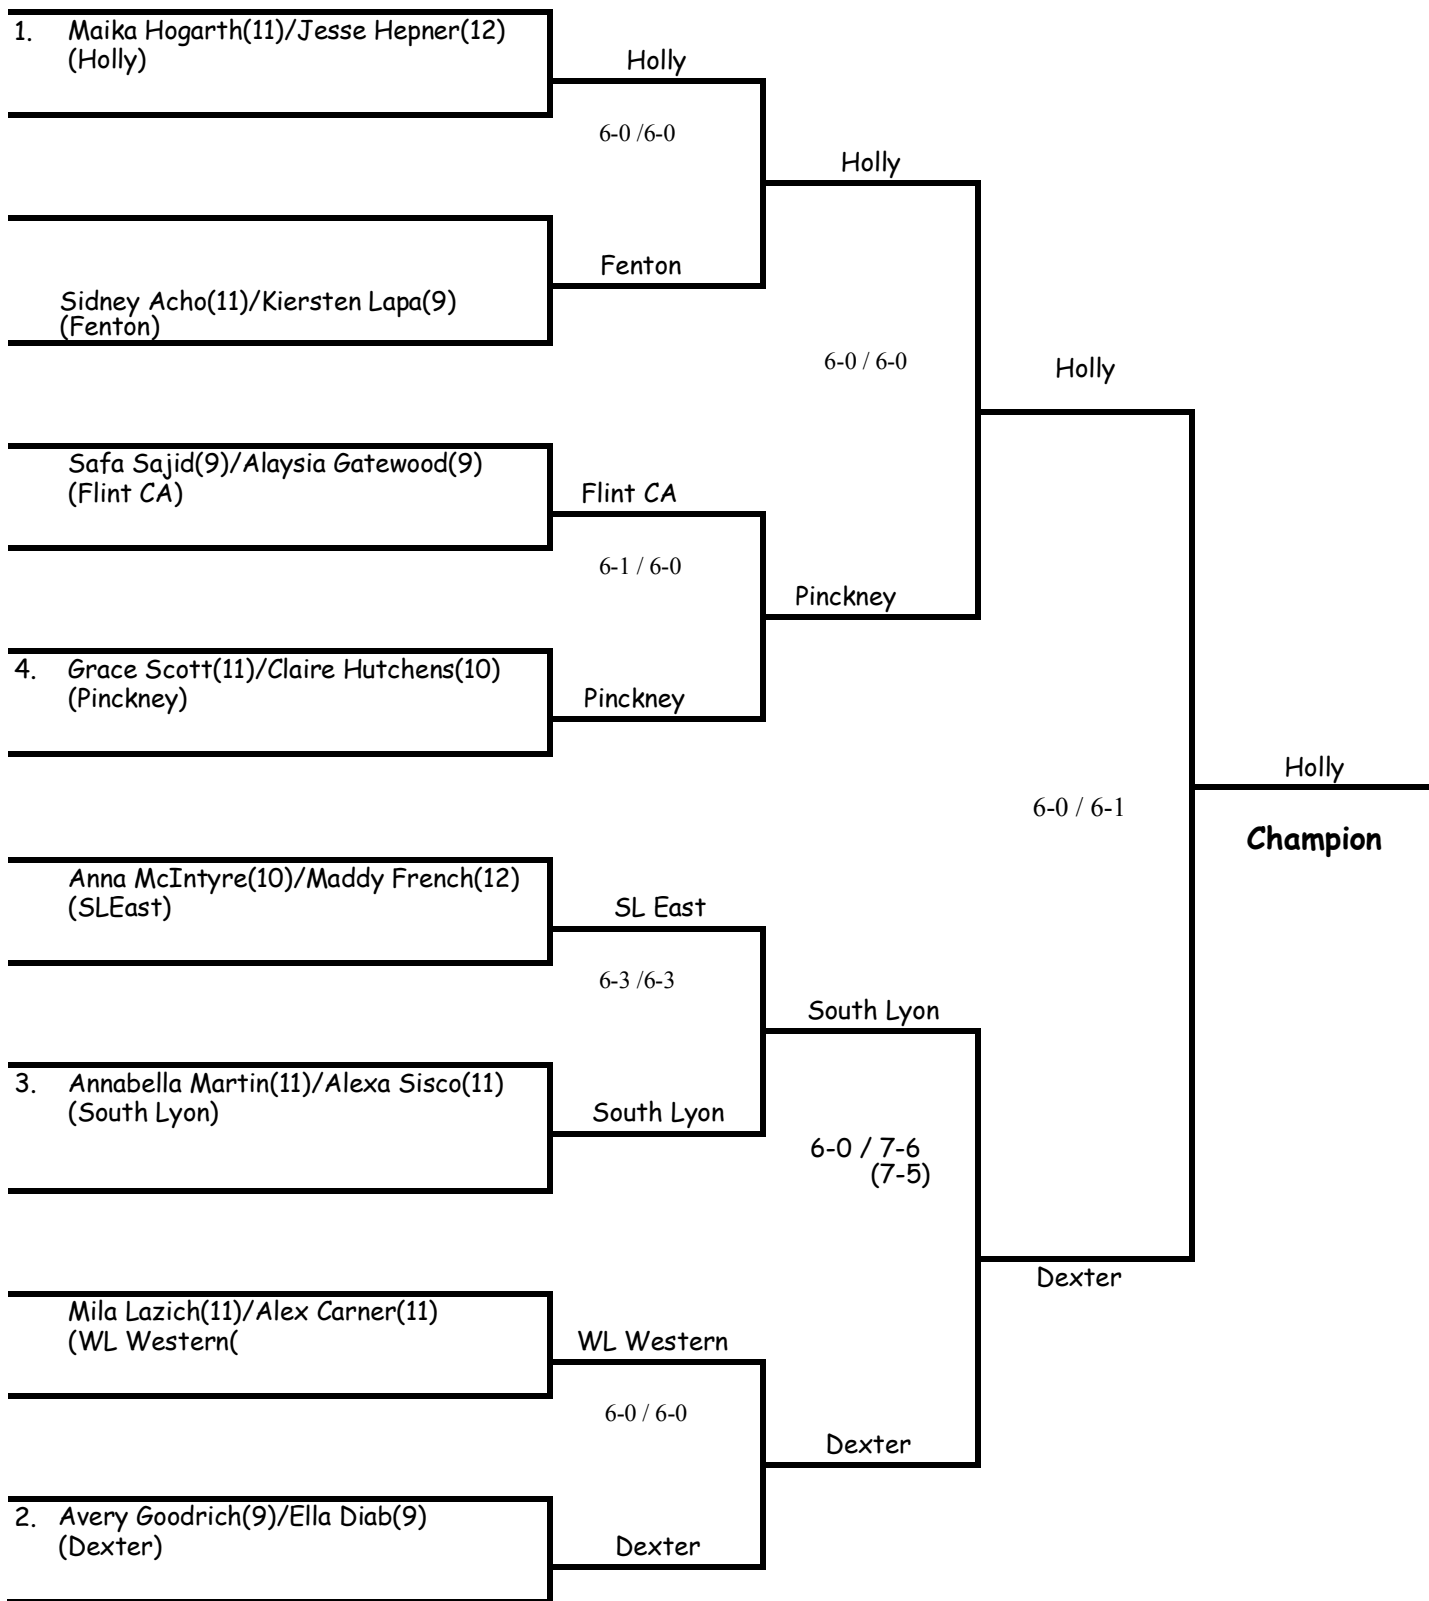 1. Maika Hogarth(11)/Jesse Hepner(12)
(Holly)
Holly
6-0 /6-0
Holly
Fenton
Sidney Acho(11)/Kiersten Lapa(9)
(Fenton)
6-0 / 6-0
Holly
Safa Sajid(9)/Alaysia Gatewood(9)
(Flint CA)
Flint CA
6-1 / 6-0
Pinckney
4. Grace Scott(11)/Claire Hutchens(10)
(Pinckney)
Pinckney
Holly
6-0 / 6-1
Champion
Anna McIntyre(10)/Maddy French(12)
(SLEast)
SL East
6-3 /6-3
South Lyon
3. Annabella Martin(11)/Alexa Sisco(11)
(South Lyon)
South Lyon
6-0 / 7-6
(7-5)
Dexter
Mila Lazich(11)/Alex Carner(11)
(WL Western(
WL Western
6-0 / 6-0
Dexter
2. Avery Goodrich(9)/Ella Diab(9)
(Dexter)
Dexter